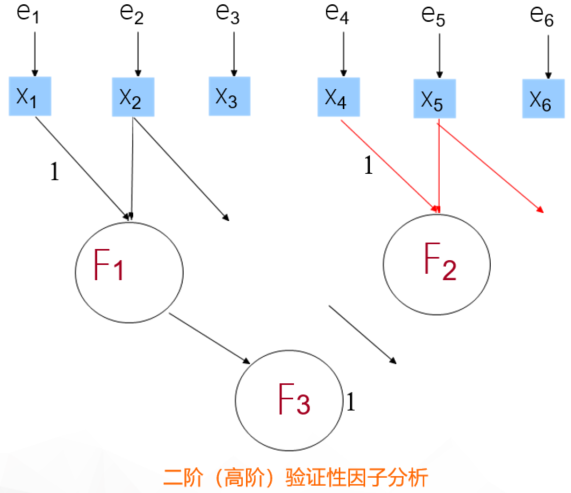 e1 e2 e3 e4 e5 e6
x1 x2 x3 x4 x5 x6
1 1
F1 F2
F3 1
二阶（高阶）验证性因子分析